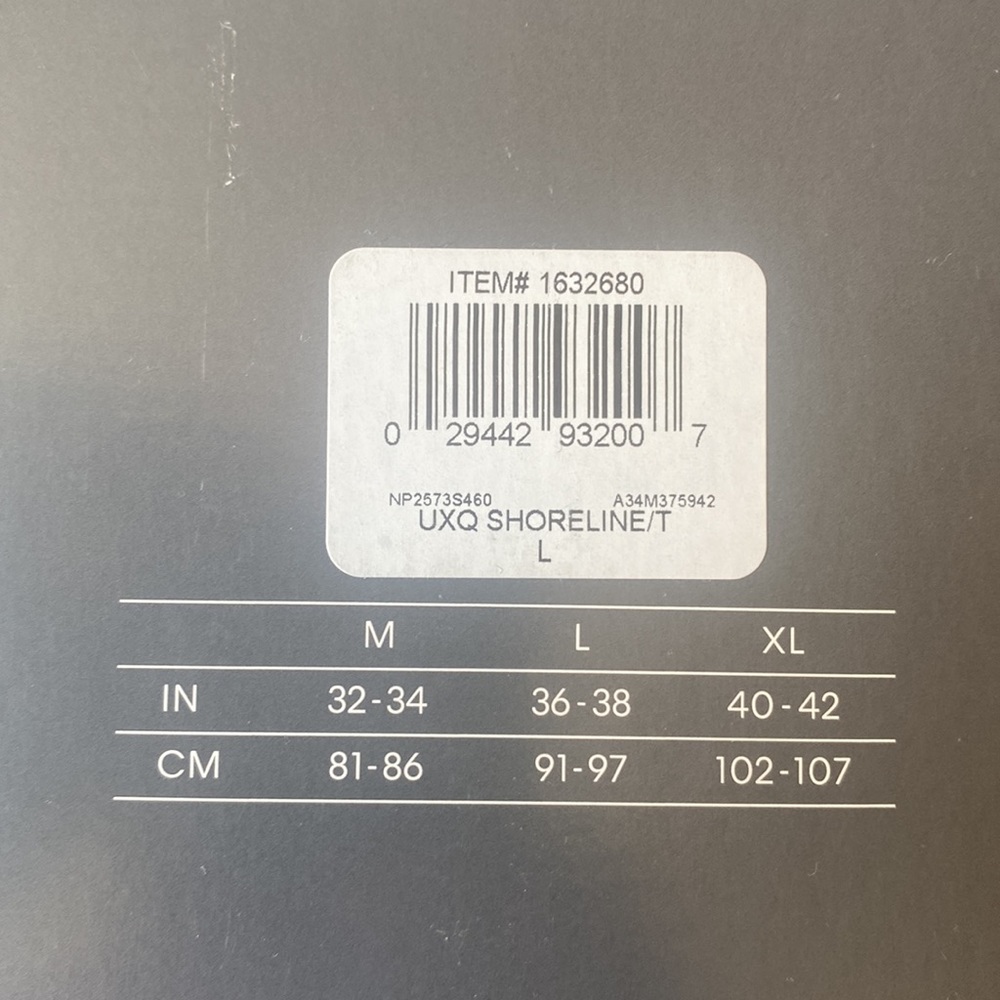 ITEM# 1632680
0 29442 93200 7
NP2573S460 A34M375942
UXQ SHORELINE/T
L
M L XL
IN 32-34 36-38 40-42
CM 81-86 91-97 102-107